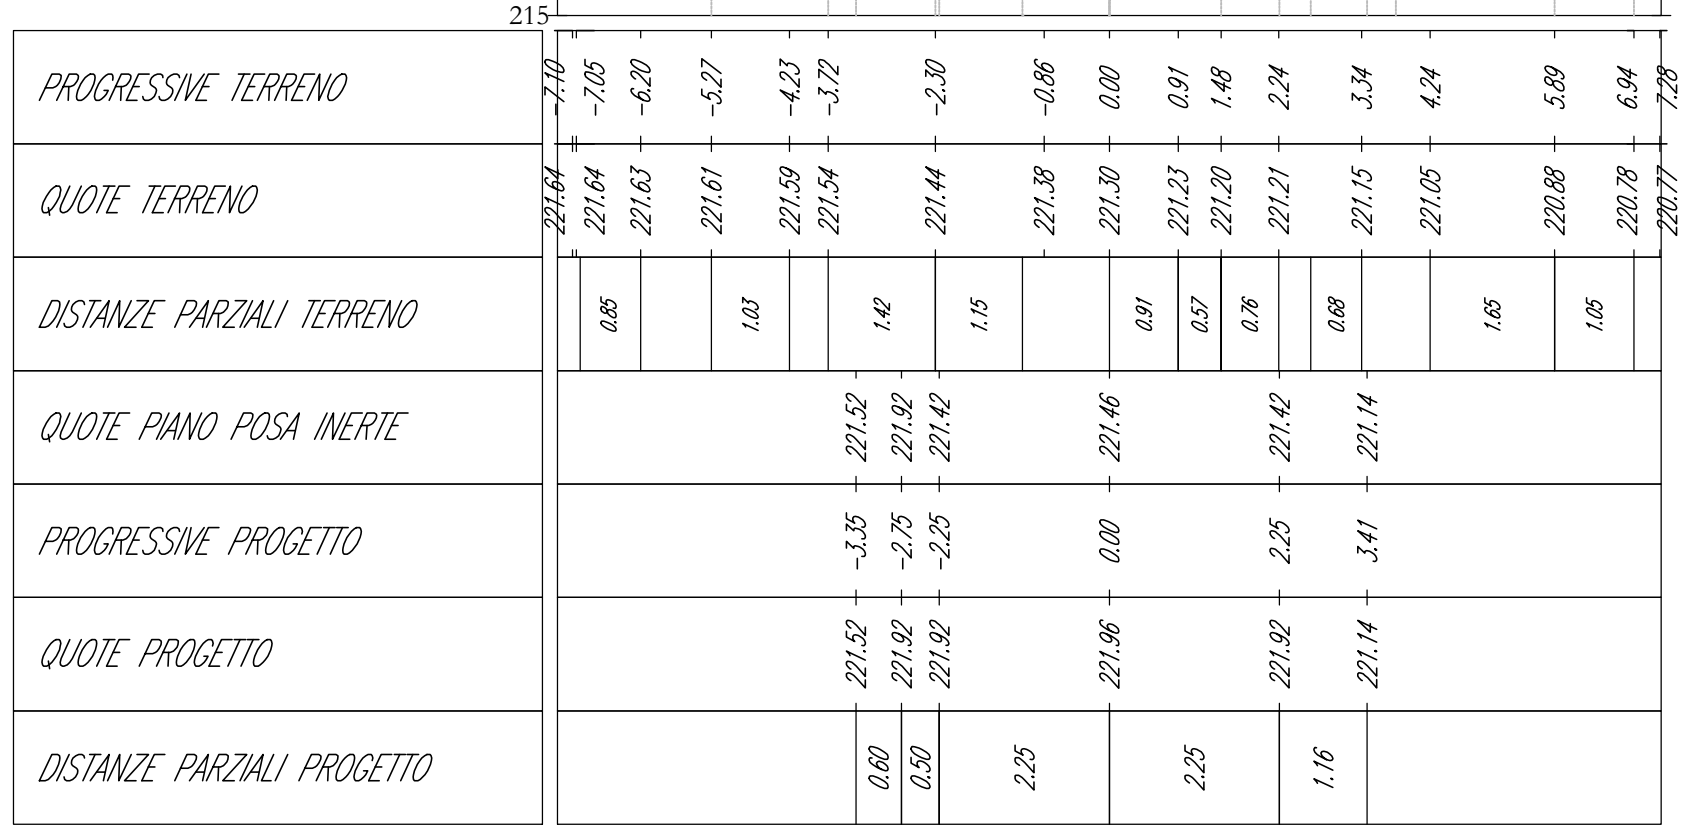 215
PROGRESSIVE TERRENO -7.10 -7.05 -6.20 -5.27 -4.23 -3.72 -2.30 -0.86 0.00 0.91 1.48 2.24 3.34 4.24 5.89 6.94 7.28
QUOTE TERRENO 221.64 221.64 221.63 221.61 221.59 221.54 221.44 221.38 221.30 221.23 221.20 221.21 221.15 221.05 220.88 220.78 220.77
DISTANZE PARZIALI TERRENO 0.85 1.03 1.42 1.15 0.91 0.57 0.76 0.68 1.65 1.05
QUOTE PIANO POSA INERTE 221.52 221.92 221.42 221.46 221.42 221.14
PROGRESSIVE PROGETTO -3.35 -2.75 -2.25 0.00 2.25 3.41
QUOTE PROGETTO 221.52 221.92 221.92 221.96 221.92 221.14
DISTANZE PARZIALI PROGETTO 0.60 0.50 2.25 2.25 1.16